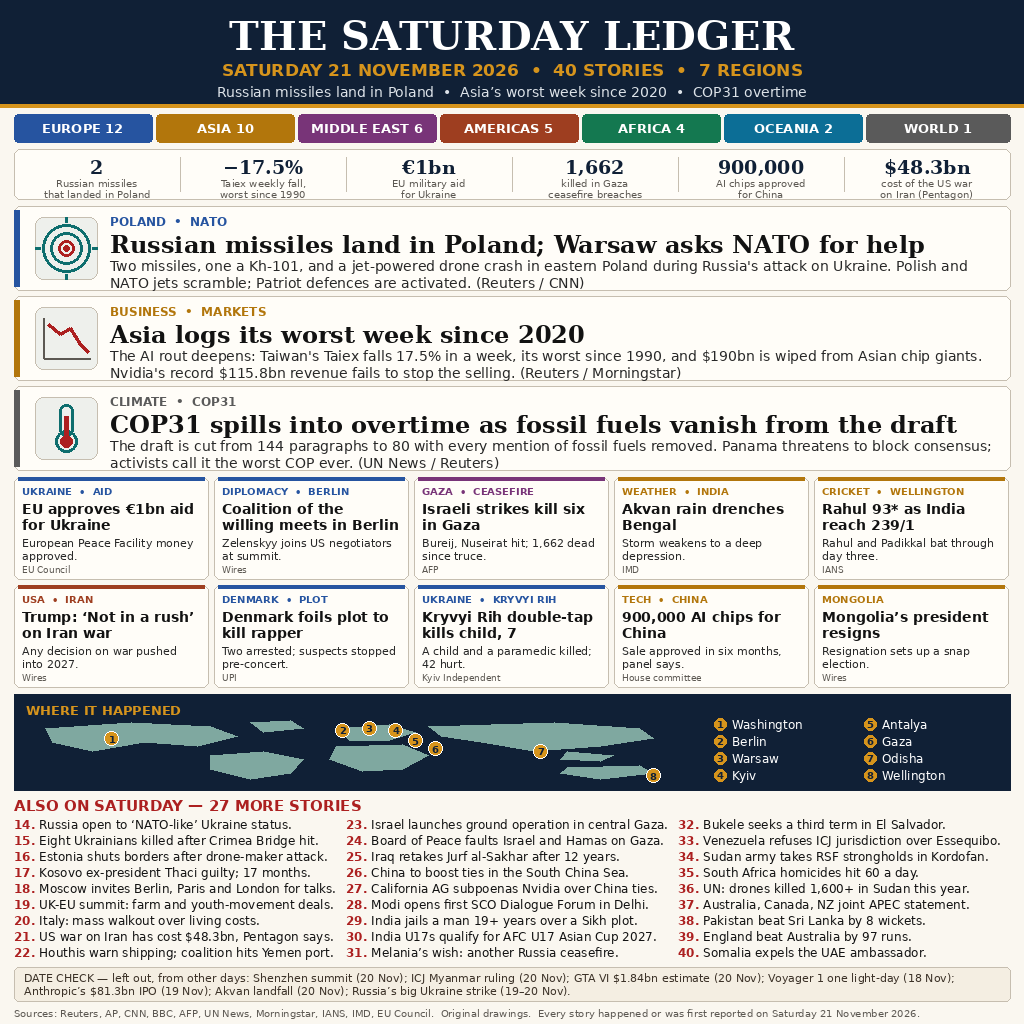 THE SATURDAY LEDGER
SATURDAY 21 NOVEMBER 2026 • 40 STORIES • 7 REGIONS
Russian missiles land in Poland • Asia’s worst week since 2020 • COP31 overtime
EUROPE 12
ASIA 10
MIDDLE EAST 6
AMERICAS 5
AFRICA 4
OCEANIA 2
WORLD 1
2
Russian missiles
that landed in Poland
−17.5%
Taiex weekly fall,
worst since 1990
€1bn
EU military aid
for Ukraine
1,662
killed in Gaza
ceasefire breaches
900,000
AI chips approved
for China
$48.3bn
cost of the US war
on Iran (Pentagon)
POLAND • NATO
Russian missiles land in Poland; Warsaw asks NATO for help
Two missiles, one a Kh-101, and a jet-powered drone crash in eastern Poland during Russia's attack on Ukraine. Polish and
NATO jets scramble; Patriot defences are activated. (Reuters / CNN)
BUSINESS • MARKETS
Asia logs its worst week since 2020
The AI rout deepens: Taiwan's Taiex falls 17.5% in a week, its worst since 1990, and $190bn is wiped from Asian chip giants.
Nvidia's record $115.8bn revenue fails to stop the selling. (Reuters / Morningstar)
CLIMATE • COP31
COP31 spills into overtime as fossil fuels vanish from the draft
The draft is cut from 144 paragraphs to 80 with every mention of fossil fuels removed. Panama threatens to block consensus;
activists call it the worst COP ever. (UN News / Reuters)
UKRAINE • AID
EU approves €1bn aid
for Ukraine
European Peace Facility money
approved.
EU Council
DIPLOMACY • BERLIN
Coalition of the
willing meets in Berlin
Zelenskyy joins US negotiators
at summit.
Wires
GAZA • CEASEFIRE
Israeli strikes kill six
in Gaza
Bureij, Nuseirat hit; 1,662 dead
since truce.
AFP
WEATHER • INDIA
Akvan rain drenches
Bengal
Storm weakens to a deep
depression.
IMD
CRICKET • WELLINGTON
Rahul 93* as India
reach 239/1
Rahul and Padikkal bat through
day three.
IANS
USA • IRAN
Trump: ‘Not in a rush’
on Iran war
Any decision on war pushed
into 2027.
Wires
DENMARK • PLOT
Denmark foils plot to
kill rapper
Two arrested; suspects stopped
pre-concert.
UPI
UKRAINE • KRYVYI RIH
Kryvyi Rih double-tap
kills child, 7
A child and a paramedic killed;
42 hurt.
Kyiv Independent
TECH • CHINA
900,000 AI chips for
China
Sale approved in six months,
panel says.
House committee
MONGOLIA
Mongolia’s president
resigns
Resignation sets up a snap
election.
Wires
WHERE IT HAPPENED
1
2
3
4
5
6
7
8
1 Washington
2 Berlin
3 Warsaw
4 Kyiv
5 Antalya
6 Gaza
7 Odisha
8 Wellington
ALSO ON SATURDAY — 27 MORE STORIES
14. Russia open to ‘NATO-like’ Ukraine status.
15. Eight Ukrainians killed after Crimea Bridge hit.
16. Estonia shuts borders after drone-maker attack.
17. Kosovo ex-president Thaci guilty; 17 months.
18. Moscow invites Berlin, Paris and London for talks.
19. UK-EU summit: farm and youth-movement deals.
20. Italy: mass walkout over living costs.
21. US war on Iran has cost $48.3bn, Pentagon says.
22. Houthis warn shipping; coalition hits Yemen port.
23. Israel launches ground operation in central Gaza.
24. Board of Peace faults Israel and Hamas on Gaza.
25. Iraq retakes Jurf al-Sakhar after 12 years.
26. China to boost ties in the South China Sea.
27. California AG subpoenas Nvidia over China ties.
28. Modi opens first SCO Dialogue Forum in Delhi.
29. India jails a man 19+ years over a Sikh plot.
30. India U17s qualify for AFC U17 Asian Cup 2027.
31. Melania’s wish: another Russia ceasefire.
32. Bukele seeks a third term in El Salvador.
33. Venezuela refuses ICJ jurisdiction over Essequibo.
34. Sudan army takes RSF strongholds in Kordofan.
35. South Africa homicides hit 60 a day.
36. UN: drones killed 1,600+ in Sudan this year.
37. Australia, Canada, NZ joint APEC statement.
38. Pakistan beat Sri Lanka by 8 wickets.
39. England beat Australia by 97 runs.
40. Somalia expels the UAE ambassador.
DATE CHECK — left out, from other days: Shenzhen summit (20 Nov); ICJ Myanmar ruling (20 Nov); GTA VI $1.84bn estimate (20 Nov); Voyager 1 one light-day (18 Nov);
Anthropic’s $81.3bn IPO (19 Nov); Akvan landfall (20 Nov); Russia’s big Ukraine strike (19–20 Nov).
Sources: Reuters, AP, CNN, BBC, AFP, UN News, Morningstar, IANS, IMD, EU Council. Original drawings. Every story happened or was first reported on Saturday 21 November 2026.